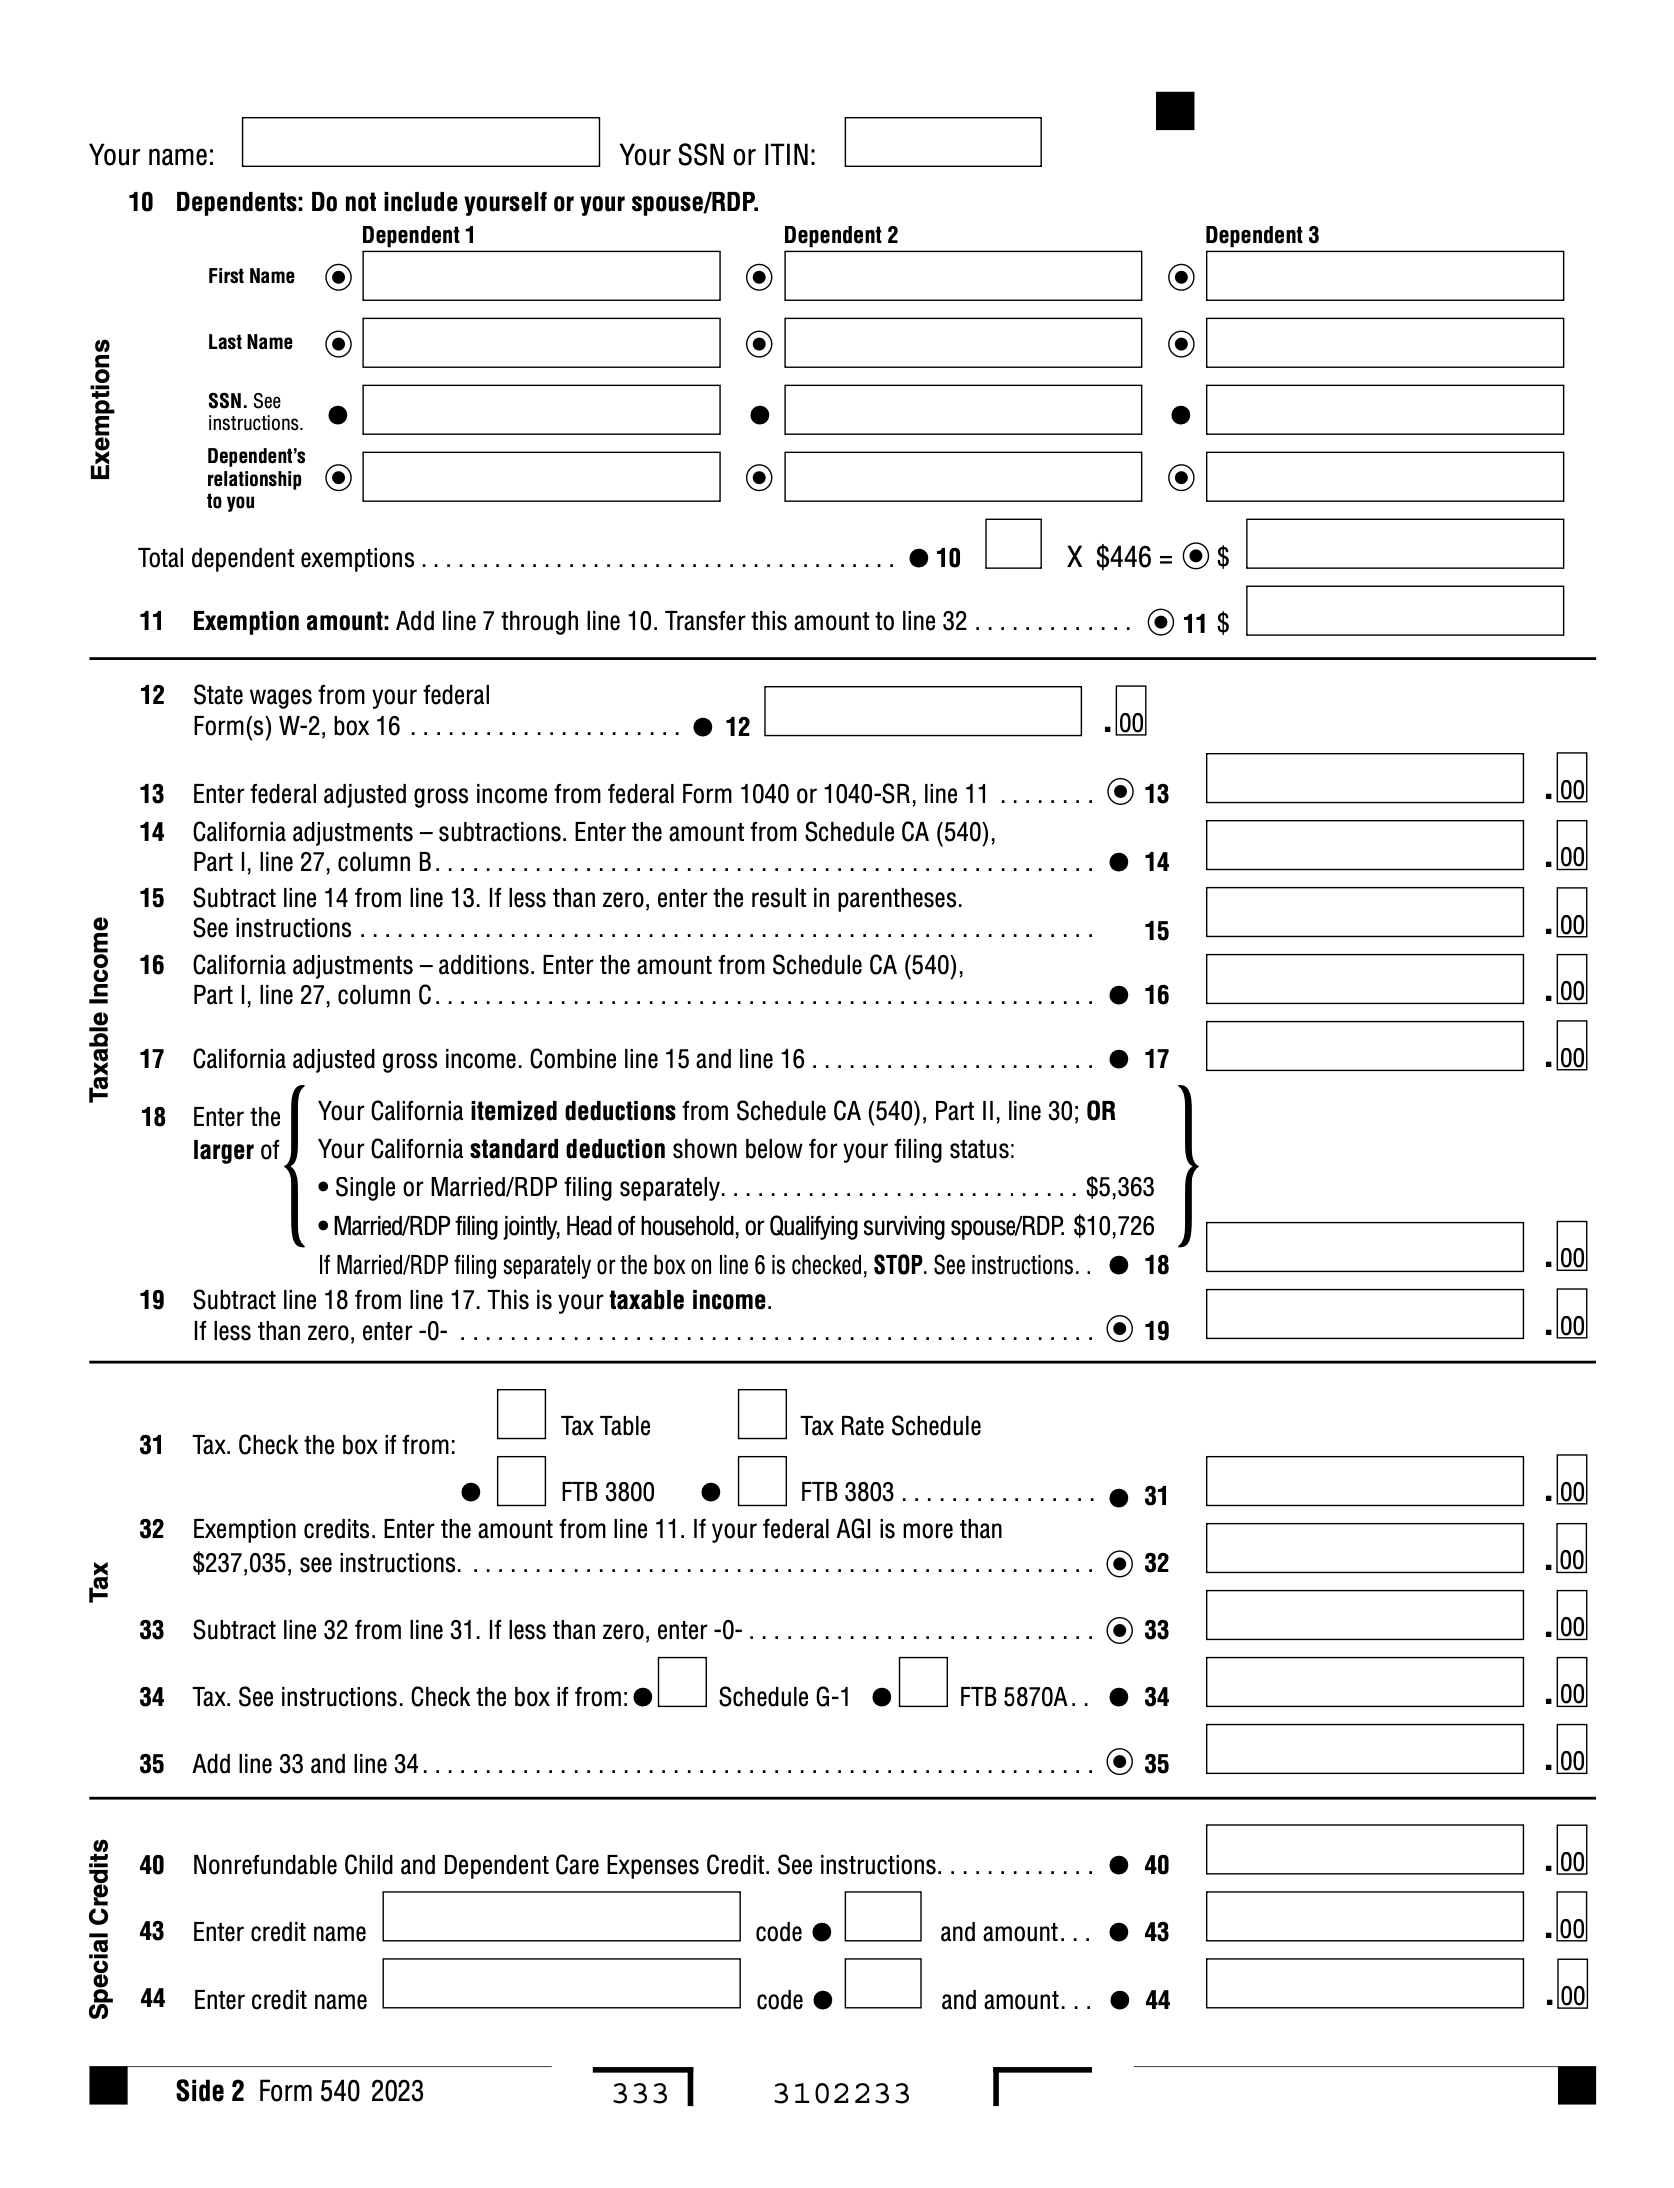 Your name: Your SSN or ITIN:
10 Dependents: Do not include yourself or your spouse/RDP.
Dependent 1 Dependent 2 Dependent 3
First Name
Last Name
SSN. See
instructions.
Dependent's
relationship
to you
Total dependent exemptions . . . . . . . . . . . . . . . . . . . . . . . . . . . . . . . . . . . . . . ● 10 X $446 = $
11 Exemption amount: Add line 7 through line 10. Transfer this amount to line 32 . . . . . . . . . . . . . 11 $
Exemptions
12 State wages from your federal
Form(s) W-2, box 16 . . . . . . . . . . . . . . . . . . . . . . ● 12 .00
13 Enter federal adjusted gross income from federal Form 1040 or 1040-SR, line 11 . . . . . . . . 13 .00
14 California adjustments – subtractions. Enter the amount from Schedule CA (540),
Part I, line 27, column B. . . . . . . . . . . . . . . . . . . . . . . . . . . . . . . . . . . . . . . . . . . . . . . . . . . . . ● 14 .00
15 Subtract line 14 from line 13. If less than zero, enter the result in parentheses.
See instructions . . . . . . . . . . . . . . . . . . . . . . . . . . . . . . . . . . . . . . . . . . . . . . . . . . . . . . . . . . . 15 .00
16 California adjustments – additions. Enter the amount from Schedule CA (540),
Part I, line 27, column C. . . . . . . . . . . . . . . . . . . . . . . . . . . . . . . . . . . . . . . . . . . . . . . . . . . . . ● 16 .00
17 California adjusted gross income. Combine line 15 and line 16 . . . . . . . . . . . . . . . . . . . . . . . ● 17 .00
18 Enter the
larger of
Your California itemized deductions from Schedule CA (540), Part II, line 30; OR
Your California standard deduction shown below for your filing status:
• Single or Married/RDP filing separately. . . . . . . . . . . . . . . . . . . . . . . . . . . . . $5,363
• Married/RDP filing jointly, Head of household, or Qualifying surviving spouse/RDP. $10,726
If Married/RDP filing separately or the box on line 6 is checked, STOP. See instructions. . ● 18 .00
19 Subtract line 18 from line 17. This is your taxable income.
If less than zero, enter -0- . . . . . . . . . . . . . . . . . . . . . . . . . . . . . . . . . . . . . . . . . . . . . . . . . . . 19 .00
Taxable Income
31 Tax. Check the box if from:
Tax Table Tax Rate Schedule
● FTB 3800 ● FTB 3803 . . . . . . . . . . . . . . . . ● 31 .00
32 Exemption credits. Enter the amount from line 11. If your federal AGI is more than
$237,035, see instructions. . . . . . . . . . . . . . . . . . . . . . . . . . . . . . . . . . . . . . . . . . . . . . . . . . . 32 .00
33 Subtract line 32 from line 31. If less than zero, enter -0- . . . . . . . . . . . . . . . . . . . . . . . . . . . . 33 .00
34 Tax. See instructions. Check the box if from: ● Schedule G-1 ● FTB 5870A. . ● 34 .00
35 Add line 33 and line 34 . . . . . . . . . . . . . . . . . . . . . . . . . . . . . . . . . . . . . . . . . . . . . . . . . . . . . . 35 .00
Tax
40 Nonrefundable Child and Dependent Care Expenses Credit. See instructions. . . . . . . . . . . . . ● 40 .00
43 Enter credit name code ● and amount. . . ● 43 .00
44 Enter credit name code ● and amount. . . ● 44 .00
Special Credits
Side 2 Form 540 2023 333 3102233